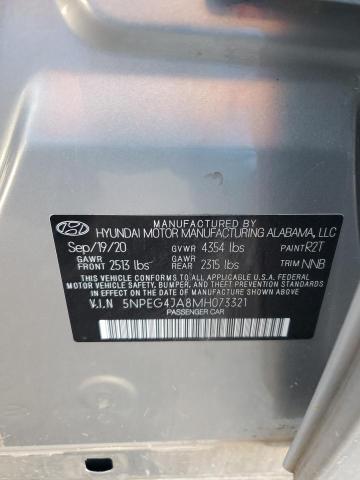 MANUFACTURED BY
HYUNDAI MOTOR MANUFACTURING ALABAMA, LLC
Sep/19/20 GVWR 4354 lbs PAINT R2T
GAWR FRONT 2513 lbs GAWR REAR 2315 lbs TRIM NNB
THIS VEHICLE CONFORMS TO ALL APPLICABLE U.S.A. FEDERAL
MOTOR VEHICLE SAFETY, BUMPER, AND THEFT PREVENTION
STANDARDS IN EFFECT ON THE DATE OF MANUFACTURE SHOWN ABOVE.
V.I.N 5NPEG4JA8MH073321
PASSENGER CAR